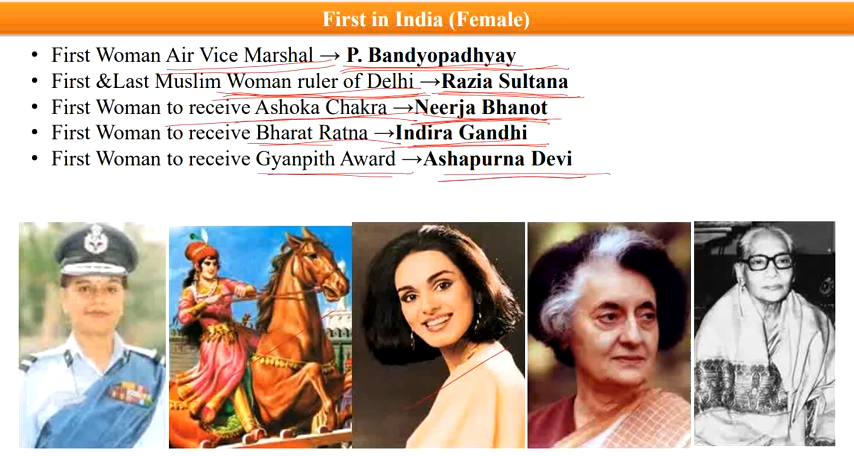 First in India (Female)
• First Woman Air Vice Marshal → P. Bandyopadhyay
• First &Last Muslim Woman ruler of Delhi →Razia Sultana
• First Woman to receive Ashoka Chakra →Neerja Bhanot
• First Woman to receive Bharat Ratna →Indira Gandhi
• First Woman to receive Gyanpith Award →Ashapurna Devi